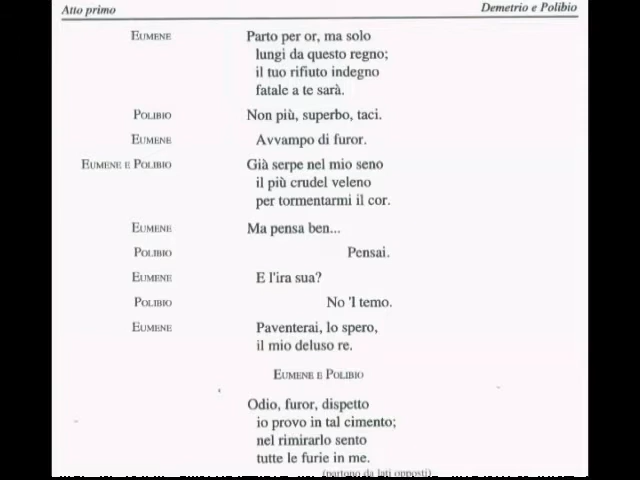 Atto primo Demetrio e Polibio
EUMENE Parto per or, ma solo
lungi da questo regno;
il tuo rifiuto indegno
fatale a te sarà.
POLIBIO Non più, superbo, taci.
EUMENE Avvampo di furor.
EUMENE E POLIBIO Già serpe nel mio seno
il più crudel veleno
per tormentarmi il cor.
EUMENE Ma pensa ben...
POLIBIO Pensai.
EUMENE E l'ira sua?
POLIBIO No 'l temo.
EUMENE Paventerai, lo spero,
il mio deluso re.
EUMENE E POLIBIO
Odio, furor, dispetto
io provo in tal cimento;
nel rimirarlo sento
tutte le furie in me.
(partono da lati opposti)